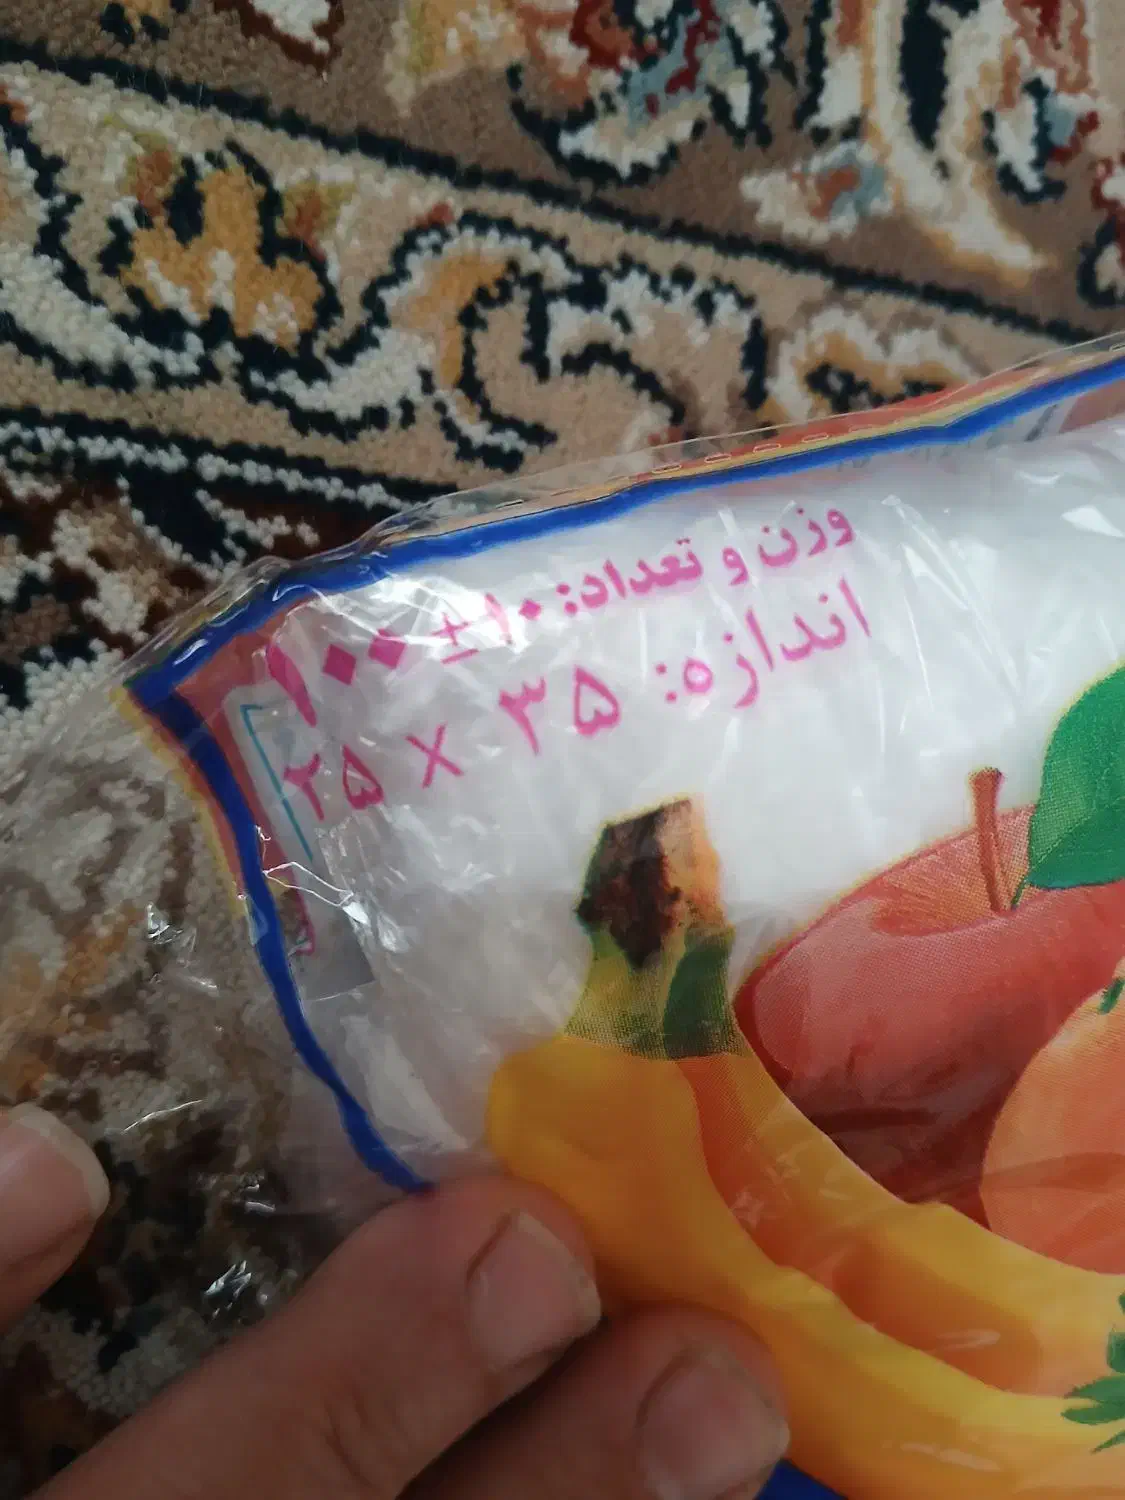 وزن و تعداد: ۱۰ ± ۱۰۰
اندازه: ۳۵ × ۲۵